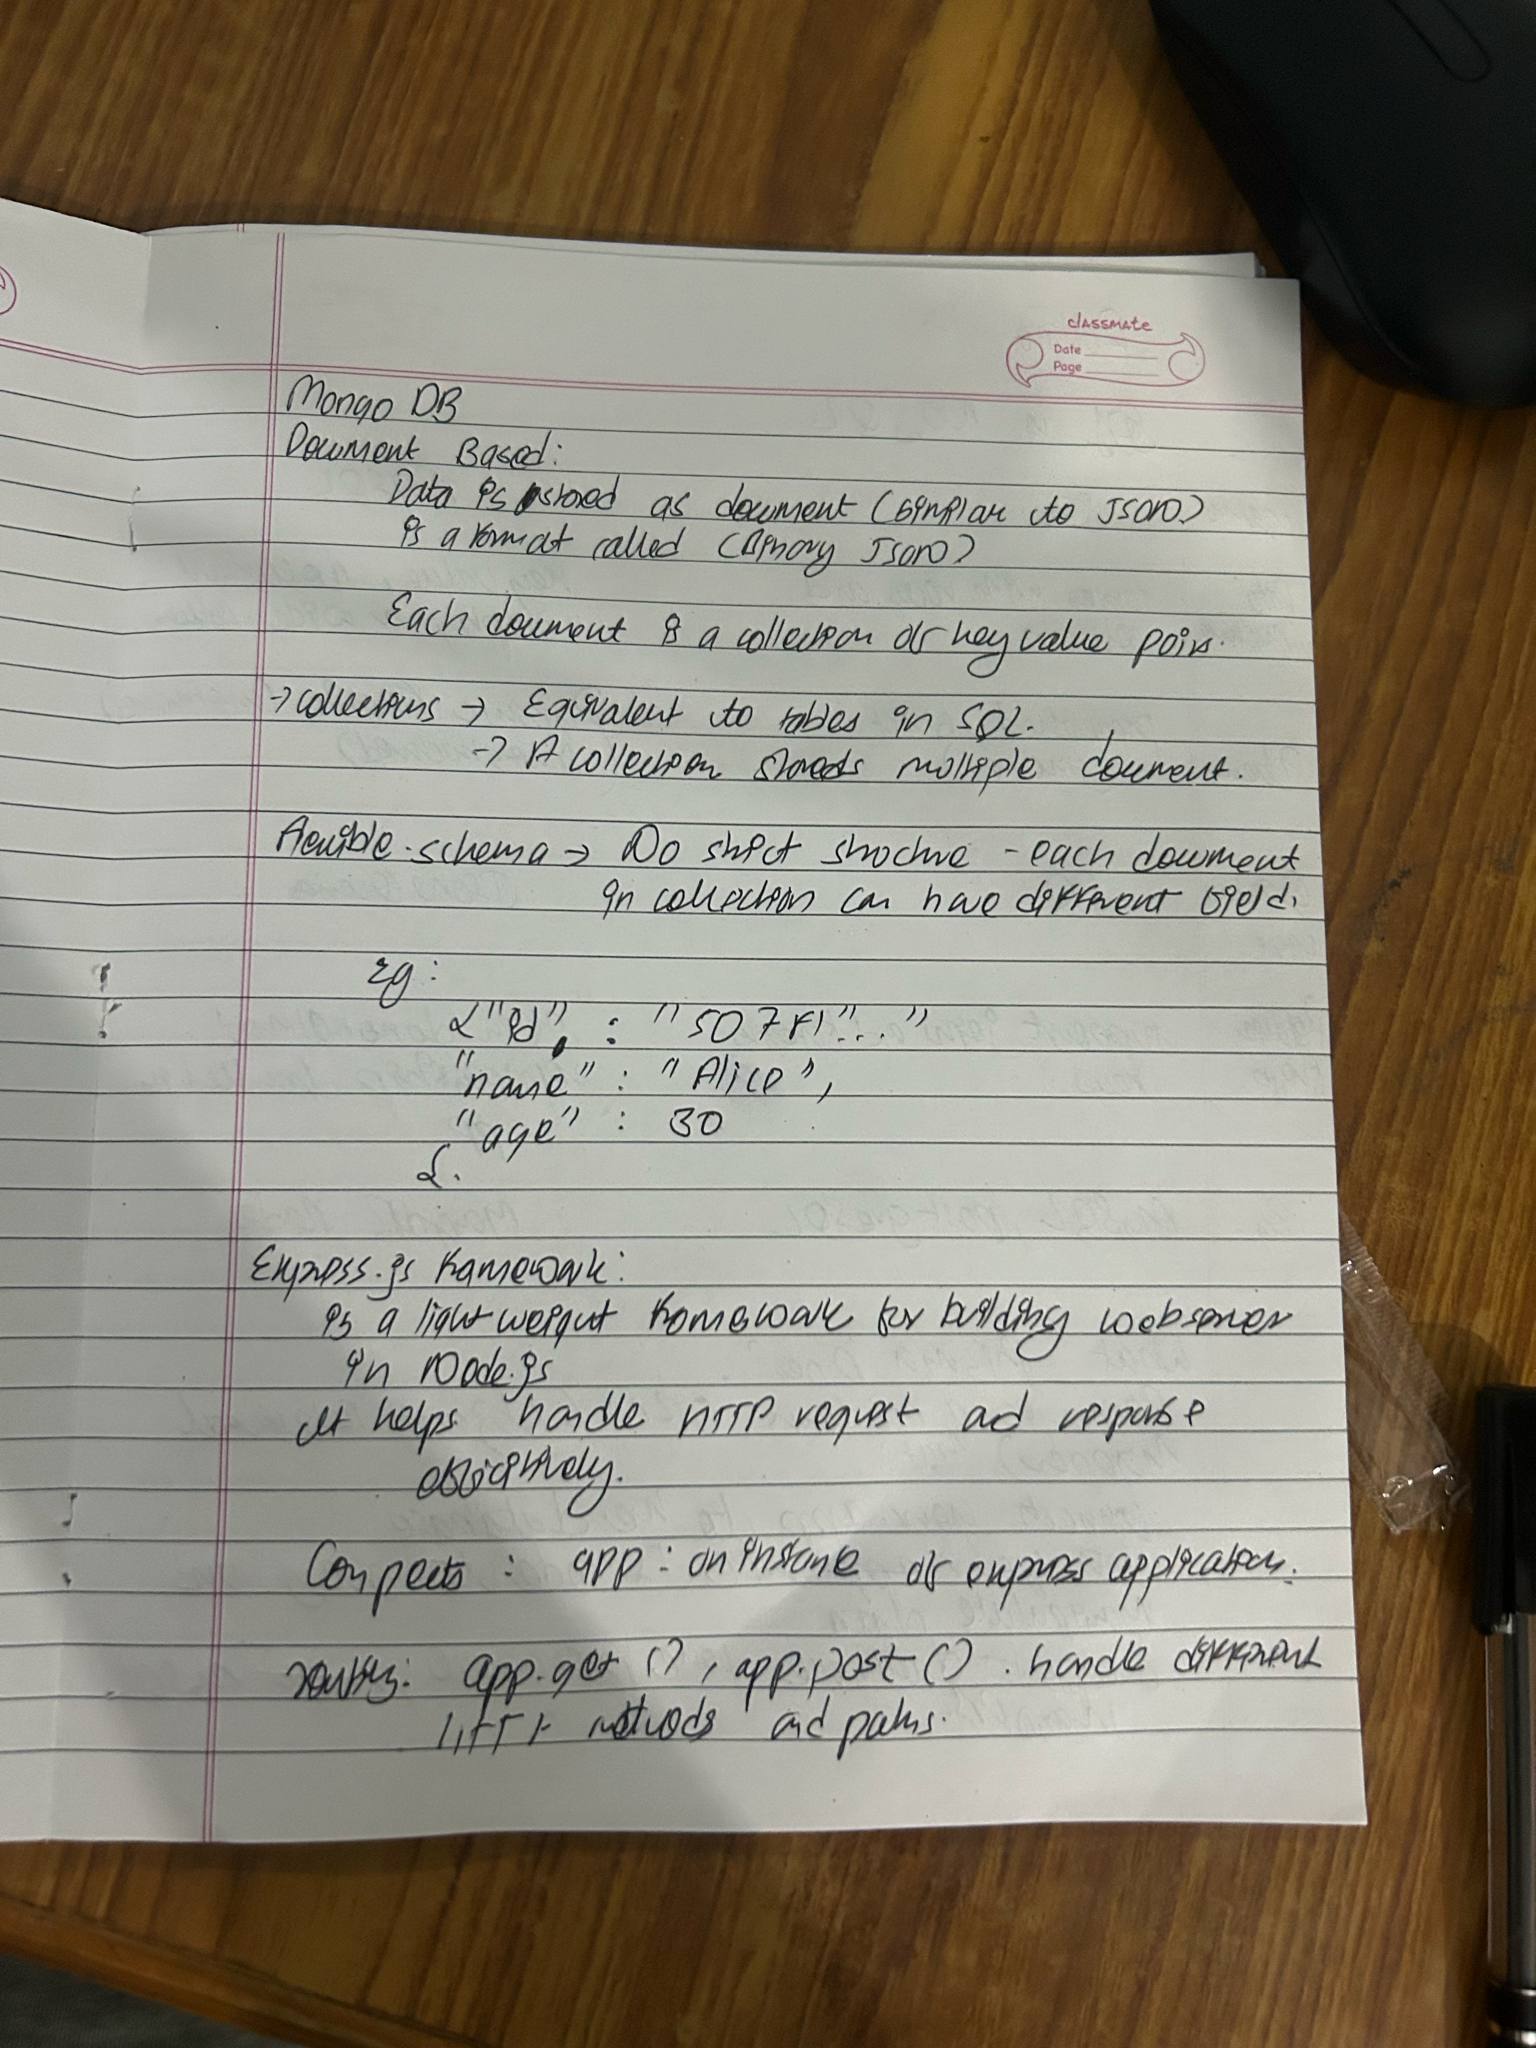 classmate
Date
Page
Mongo DB
Document Based:
Data is stored as document (similar to JSON)
is a format called (Binary JSON)
Each document is a collection of key value pairs.
→ collections → Equivalent to tables in SQL.
→ A collection stores multiple document.
Flexible-schema → No strict structure - each document
in collection can have different field.
eg:
{"id", : "507f1"..."
"name" : "Alice",
"age" : 30
{.
Express.js framework:
is a light weight framework for building web server
in Node.js
It helps handle HTTP request and response
efficiently.
: app : an instance of express application.
routing: app.get (), app.post (). handle different
HTTP methods and paths.